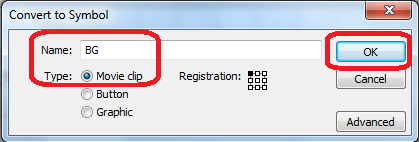 Convert to Symbol
Name: BG
OK
Type: Movie clip
Registration:
Cancel
Button
Graphic
Advanced